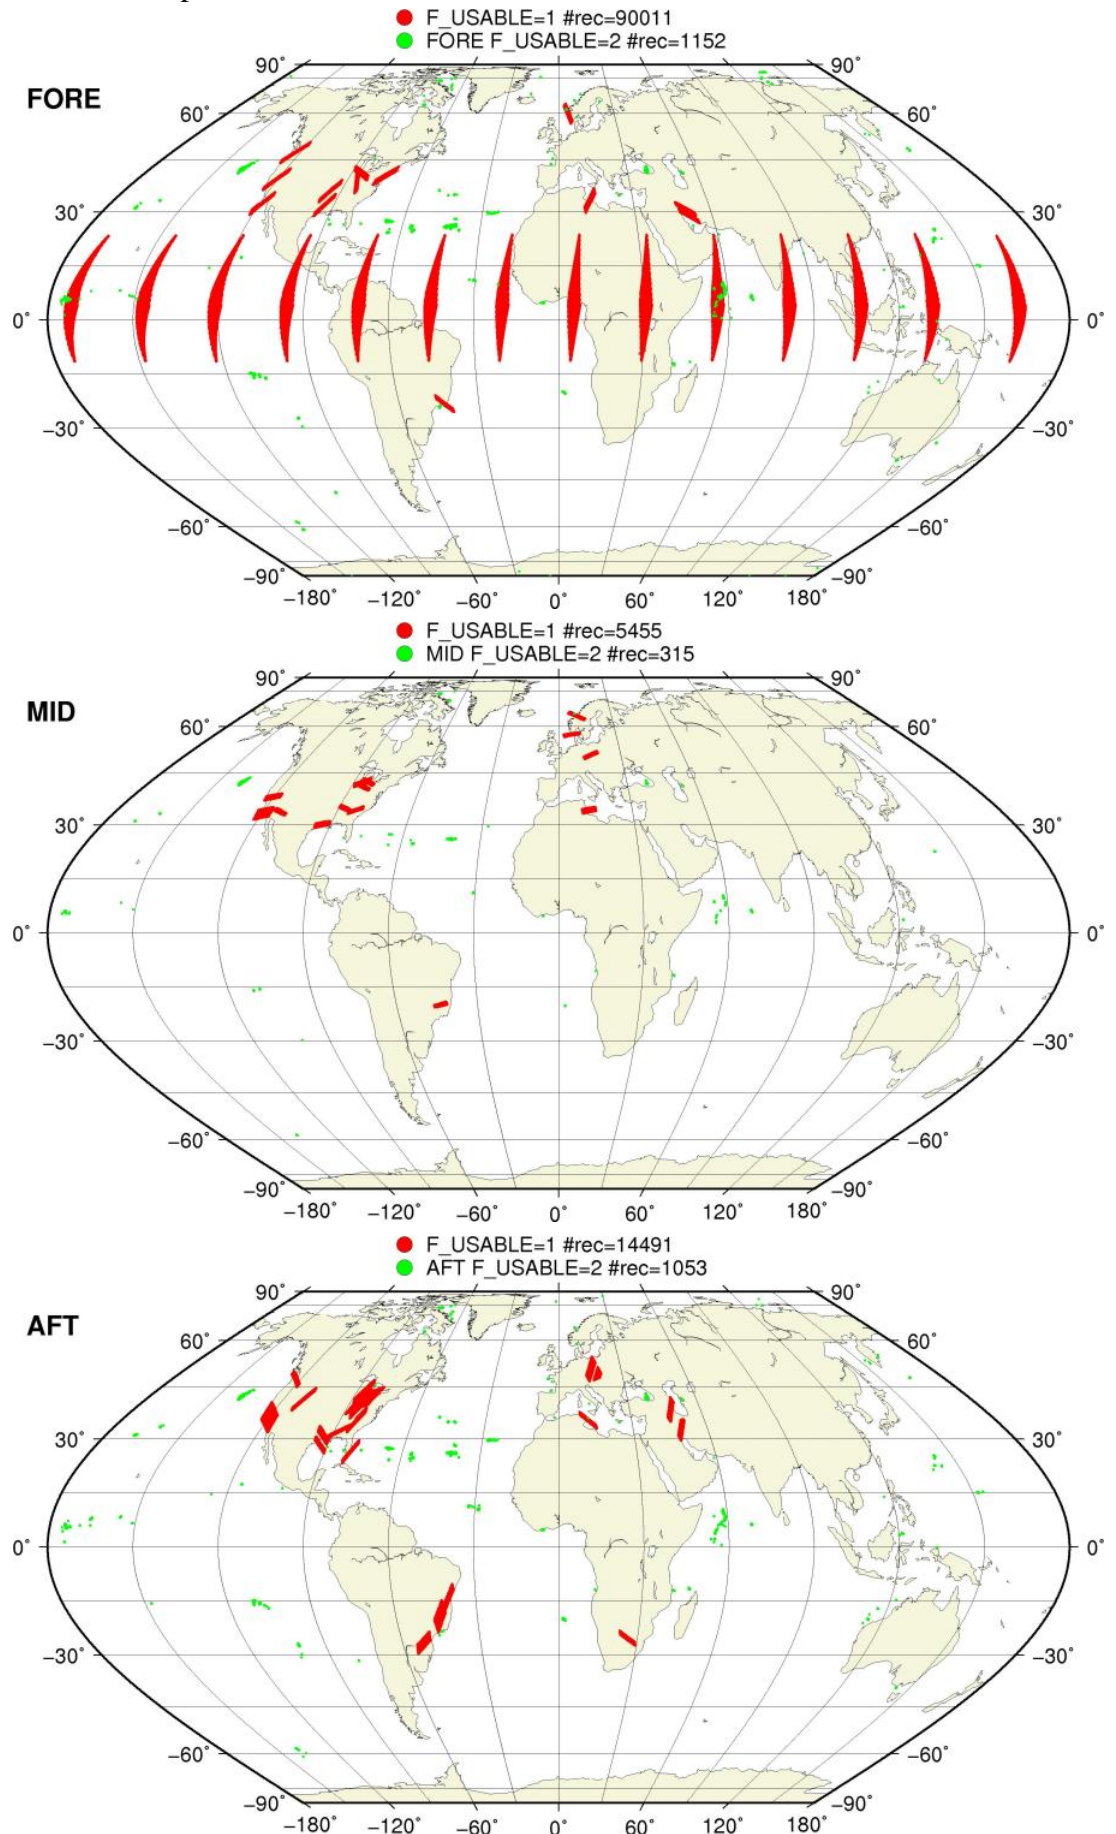 F_USABLE=1 #rec=90011
FORE F_USABLE=2 #rec=1152
FORE
90˚ 90˚
60˚ 60˚
30˚ 30˚
0˚ 0˚
−30˚ −30˚
−60˚ −60˚
−90˚ −90˚
−180˚ −120˚ −60˚ 0˚ 60˚ 120˚ 180˚
F_USABLE=1 #rec=5455
MID F_USABLE=2 #rec=315
MID
90˚ 90˚
60˚ 60˚
30˚ 30˚
0˚ 0˚
−30˚ −30˚
−60˚ −60˚
−90˚ −90˚
−180˚ −120˚ −60˚ 0˚ 60˚ 120˚ 180˚
F_USABLE=1 #rec=14491
AFT F_USABLE=2 #rec=1053
AFT
90˚ 90˚
60˚ 60˚
30˚ 30˚
0˚ 0˚
−30˚ −30˚
−60˚ −60˚
−90˚ −90˚
−180˚ −120˚ −60˚ 0˚ 60˚ 120˚ 180˚